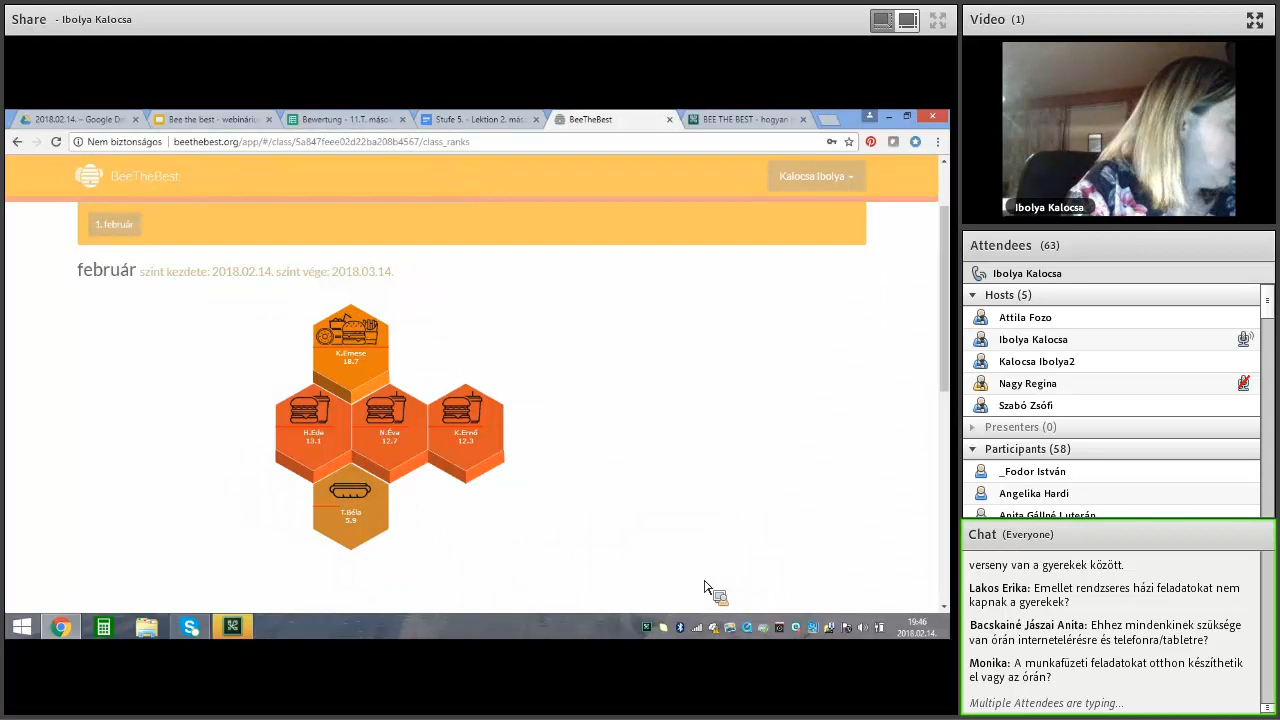 Share - Ibolya Kalocsa
2018.02.14. – Google Dr
Bee the best - webinári
Bewertung - 11.T. másol
Stufe 5. - Lektion 2. más
BeeTheBest
BEE THE BEST - hogyan
Nem biztonságos
beethebest.org/app/#/class/5a847feee02d22ba208b4567/class_ranks
BeeTheBest
Kalocsa Ibolya
1. február
február szint kezdete: 2018.02.14. szint vége: 2018.03.14.
K.Emese
18.7
H.Ede
13.1
N.Éva
12.7
K.Ernő
12.3
T.Béla
5.9
19:46
2018.02.14.
Video (1)
Ibolya Kalocsa
Attendees (63)
Ibolya Kalocsa
Hosts (5)
Attila Fozo
Ibolya Kalocsa
Kalocsa Ibolya2
Nagy Regina
Szabó Zsófi
Presenters (0)
Participants (58)
_Fodor István
Angelika Hardi
Anita Gállné Luterán
Chat (Everyone)
verseny van a gyerekek között.
Lakos Erika: Emellet rendszeres házi feladatokat nem
kapnak a gyerekek?
Bacskainé Jászai Anita: Ehhez mindenkinek szüksége
van órán internetelérésre és telefonra/tabletre?
Monika: A munkafüzeti feladatokat otthon készíthetik
el vagy az órán?
Multiple Attendees are typing...